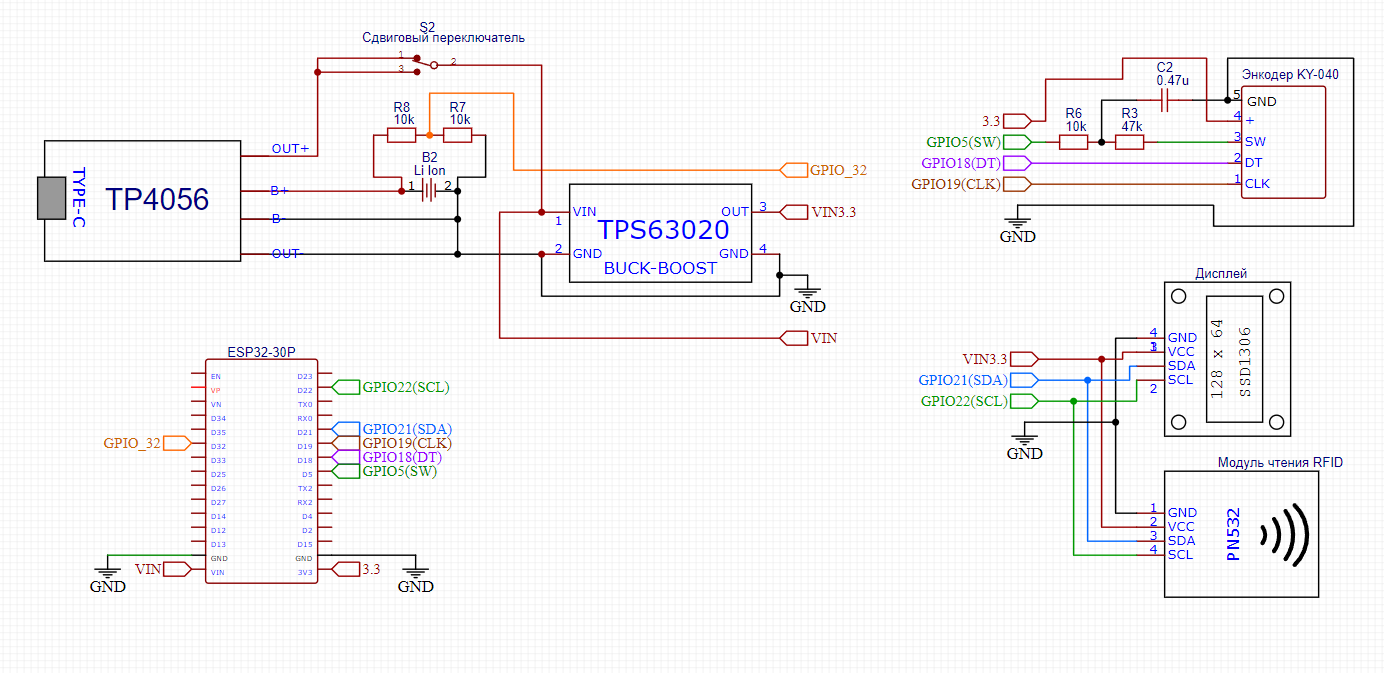 S2
Сдвиговый переключатель
1
3
2
R8
10k
R7
10k
B2
Li Ion
1
2
TYPE-C
TP4056
OUT+
B+
B-
OUT-
GPIO_32
VIN
1
2
GND
TPS63020
BUCK-BOOST
OUT
3
GND
4
VIN3.3
GND
VIN
C2
0.47u
Энкодер KY-040
5
GND
4
+
3
SW
2
DT
1
CLK
3.3
GPIO5(SW)
GPIO18(DT)
GPIO19(CLK)
R6
10k
R3
47k
GND
Дисплей
4
GND
3
VCC
SDA
SCL
2
128 x 64
SSD1306
VIN3.3
GPIO21(SDA)
GPIO22(SCL)
GND
Модуль чтения RFID
1
GND
2
VCC
3
SDA
4
SCL
PN532
ESP32-30P
EN
VP
VN
D34
D35
D32
D33
D25
D26
D27
D14
D12
D13
GND
VIN
D23
D22
TX0
RX0
D21
D19
D18
D5
TX2
RX2
D4
D2
D15
GND
3V3
GPIO_32
GPIO22(SCL)
GPIO21(SDA)
GPIO19(CLK)
GPIO18(DT)
GPIO5(SW)
GND
VIN
3.3
GND